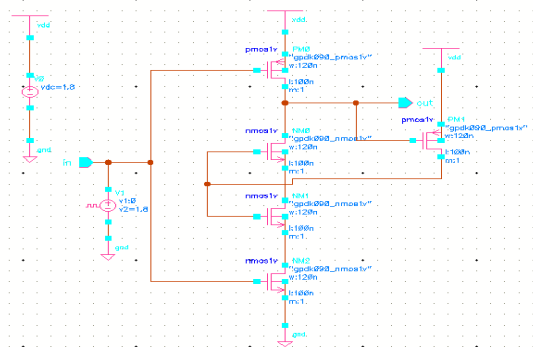 vdd
vdd
vdd
pmos1v PM0
"gpdk090_pmos1v"
w:120n
l:100n
m:1
vdc=1.8
gnd
out
pmos1v PM1
"gpdk090_pmos1v"
w:120n
l:100n
m:1
nmos1v NM0
"gpdk090_nmos1v"
w:120n
l:100n
m:1
in
v1:0
v2=1.8
gnd
nmos1v NM1
"gpdk090_nmos1v"
w:120n
l:100n
m:1
nmos1v NM2
"gpdk090_nmos1v"
w:120n
l:100n
m:1
gnd